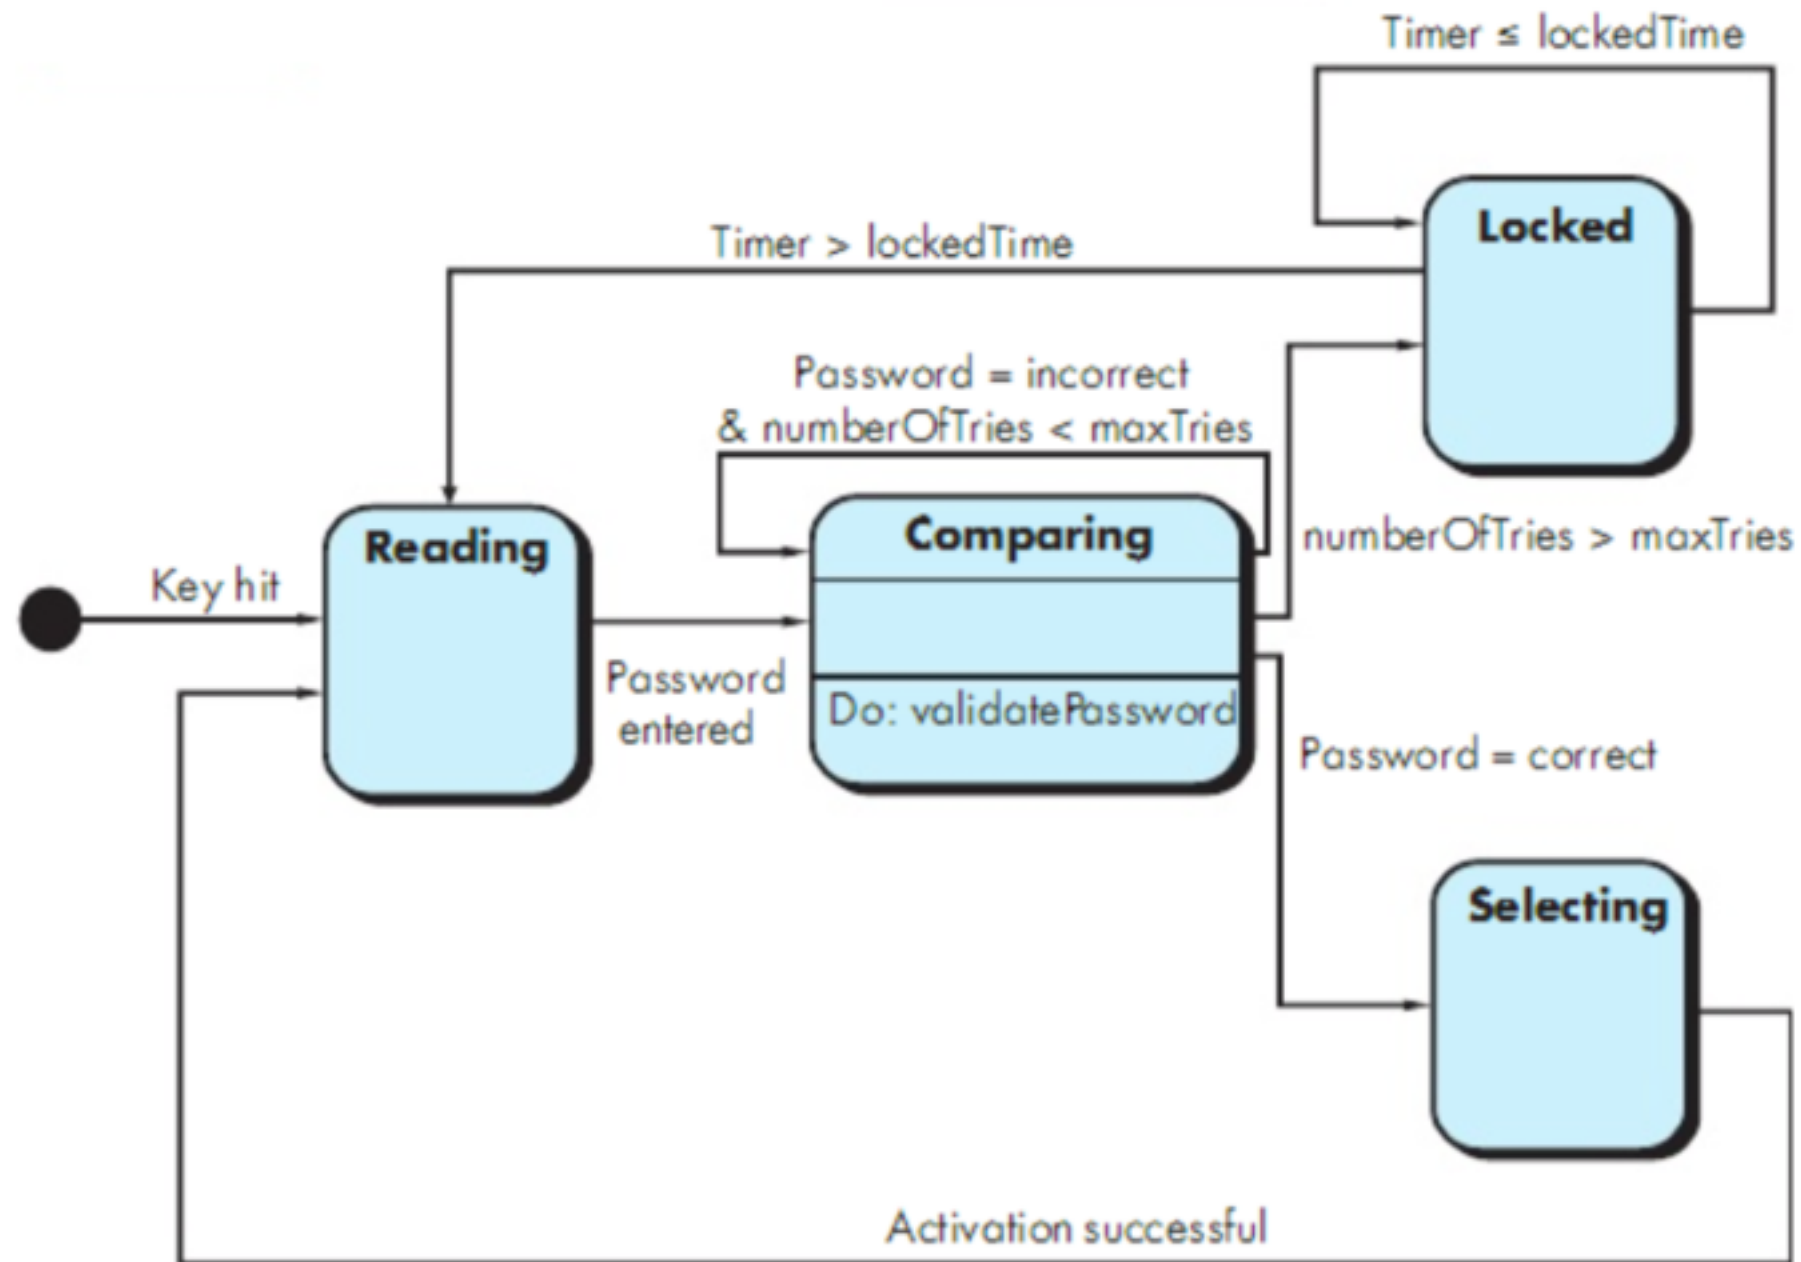 Timer ≤ lockedTime
Locked
Timer > lockedTime
Password = incorrect
& numberOfTries < maxTries
numberOfTries > maxTries
Comparing
Reading
Key hit
Password
entered
Do: validatePassword
Password = correct
Selecting
Activation successful